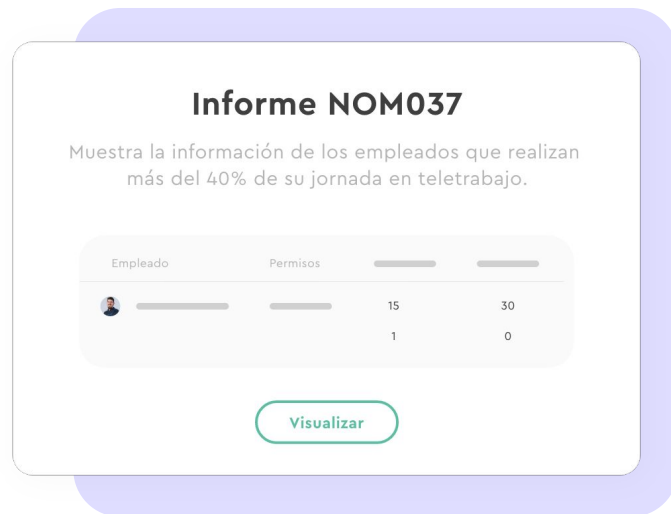 Informe NOM037
Muestra la información de los empleados que realizan
más del 40% de su jornada en teletrabajo.
Empleado Permisos
15 30
1 0
Visualizar